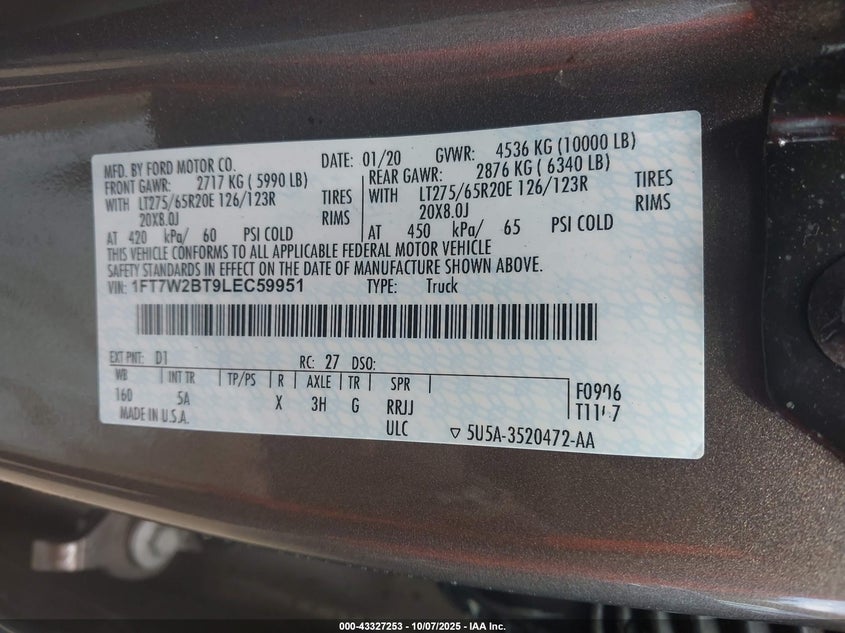 MFD. BY FORD MOTOR CO. DATE: 01/20 GVWR: 4536 KG (10000 LB)
FRONT GAWR: 2717 KG ( 5990 LB) REAR GAWR: 2876 KG ( 6340 LB)
WITH LT275/65R20E 126/123R TIRES WITH LT275/65R20E 126/123R TIRES
20X8.0J RIMS 20X8.0J RIMS
AT 420 kPa/ 60 PSI COLD AT 450 kPa/ 65 PSI COLD
THIS VEHICLE CONFORMS TO ALL APPLICABLE FEDERAL MOTOR VEHICLE
SAFETY STANDARDS IN EFFECT ON THE DATE OF MANUFACTURE SHOWN ABOVE.
VIN: 1FT7W2BT9LEC59951 TYPE: Truck
EXT PNT: D1 RC: 27 DSO:
WB INT TR TP/PS R AXLE TR SPR
160 5A X 3H G RRJJ
MADE IN U.S.A. ULC 5U5A-3520472-AA
000-43327253 - 10/07/2025 - IAA Inc.